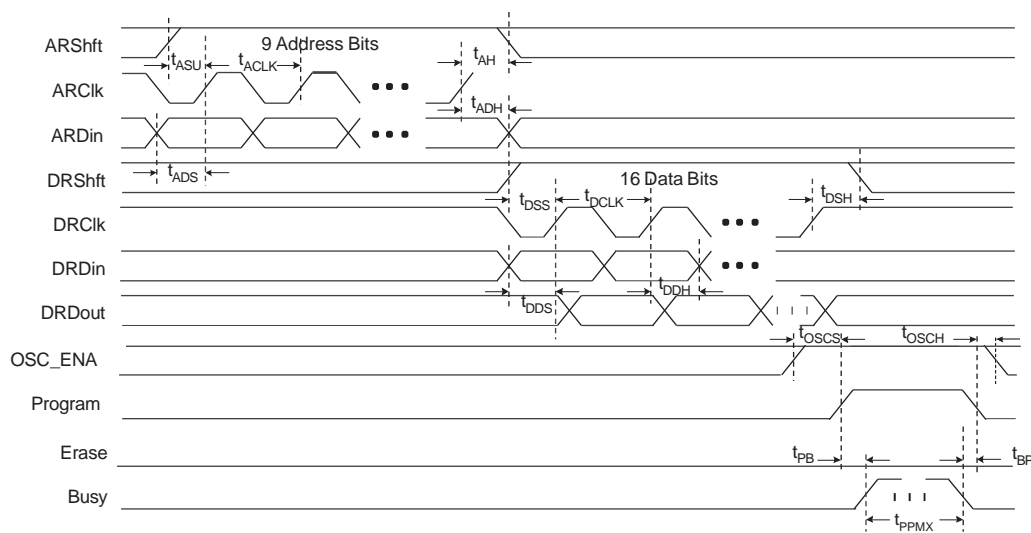 ARShft
9 Address Bits
tASU
tACLK
tAH
ARClk
tADH
ARDin
tADS
DRShft
16 Data Bits
tDSS
tDCLK
tDSH
DRClk
DRDin
tDDS
tDDH
DRDout
tOSCS
tOSCH
OSC_ENA
Program
Erase
tPB
tBP
Busy
tPPMX